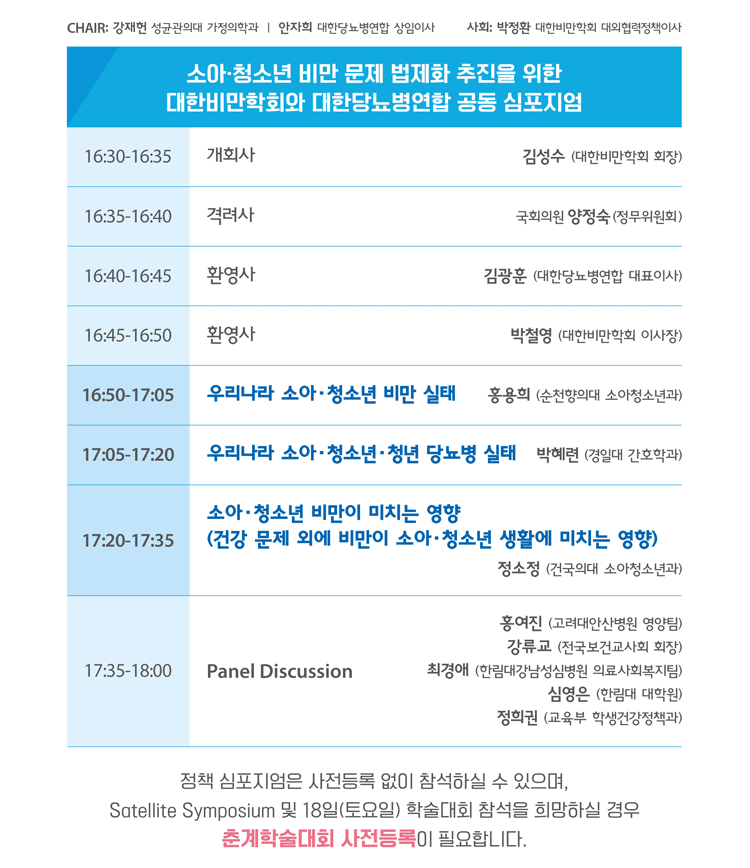 CHAIR: 강재헌 성균관의대 가정의학과 | 안자희 대한당뇨병연합 상임이사 사회: 박정환 대한비만학회 대외협력정책이사
소아·청소년 비만 문제 법제화 추진을 위한
대한비만학회와 대한당뇨병연합 공동 심포지엄
16:30-16:35 개회사 김성수 (대한비만학회 회장)
16:35-16:40 격려사 국회의원 양정숙 (정무위원회)
16:40-16:45 환영사 김광훈 (대한당뇨병연합 대표이사)
16:45-16:50 환영사 박철영 (대한비만학회 이사장)
16:50-17:05 우리나라 소아·청소년 비만 실태 홍용희 (순천향의대 소아청소년과)
17:05-17:20 우리나라 소아·청소년·청년 당뇨병 실태 박혜련 (경일대 간호학과)
17:20-17:35 소아·청소년 비만이 미치는 영향
(건강 문제 외에 비만이 소아·청소년 생활에 미치는 영향)
정소정 (건국의대 소아청소년과)
17:35-18:00 Panel Discussion
홍여진 (고려대안산병원 영양팀)
강류교 (전국보건교사회 회장)
최경애 (한림대강남성심병원 의료사회복지팀)
심영은 (한림대 대학원)
정희권 (교육부 학생건강정책과)
정책 심포지엄은 사전등록 없이 참석하실 수 있으며,
Satellite Symposium 및 18일(토요일) 학술대회 참석을 희망하실 경우
춘계학술대회 사전등록이 필요합니다.